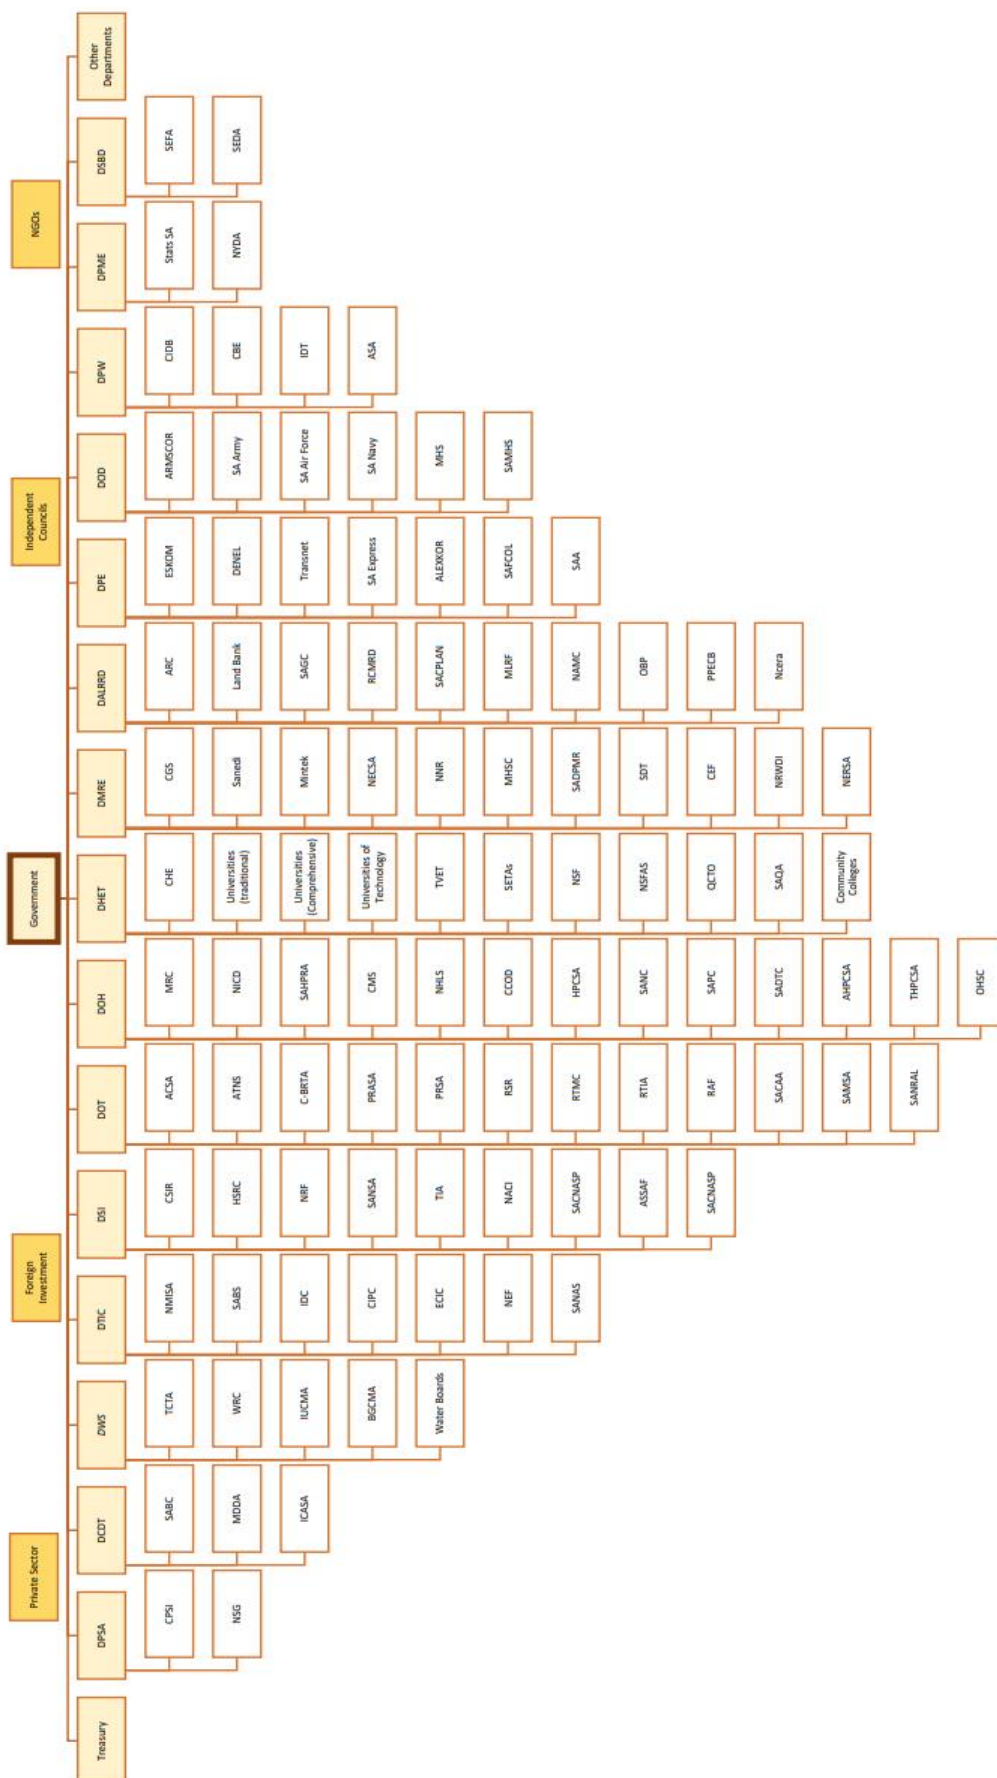 Private Sector
Foreign
Investment
Government
Independent
Councils
NGOs
Treasury
DPSA
CPSI
NSG
DCDT
SABC
MDDA
ICASA
DWS
TCTA
WRC
IUCMA
BGCMA
Water Boards
DTIC
NMISA
SABS
IDC
CIPC
ECIC
NEF
SANAS
DSI
CSIR
HSRC
NRF
SANSA
TIA
NACI
SACNASP
ASSAF
SACNASP
DOT
ACSA
ATNS
C-BRTA
PRASA
PRSA
RSR
RTMC
RTIA
RAF
SACAA
SAMSA
SANRAL
DOH
MRC
NICD
SAHPRA
CMS
NHLS
CCOD
HPCSA
SANC
SAPC
SADTC
AHPCSA
THPCSA
OHSC
DHET
CHE
Universities
(traditional)
Universities
(Comprehensive)
Universities of
Technology
TVET
SETAs
NSF
NSFAS
QCTO
SAQA
Community
Colleges
DMRE
CGS
Sanedi
Mintek
NECSA
NNR
MHSC
SADPMR
SDT
CEF
NRWDI
NERSA
DALRRD
ARC
Land Bank
SAGC
RCMRD
SACPLAN
MLRF
NAMC
OBP
PPECB
Ncera
DPE
ESKOM
DENEL
Transnet
SA Express
ALEXKOR
SAFCOL
SAA
DOD
ARMSCOR
SA Army
SA Air Force
SA Navy
MHS
SAMHS
DPW
CIDB
CBE
IDT
ASA
DPME
Stats SA
NYDA
DSBD
SEFA
SEDA
Other
Departments